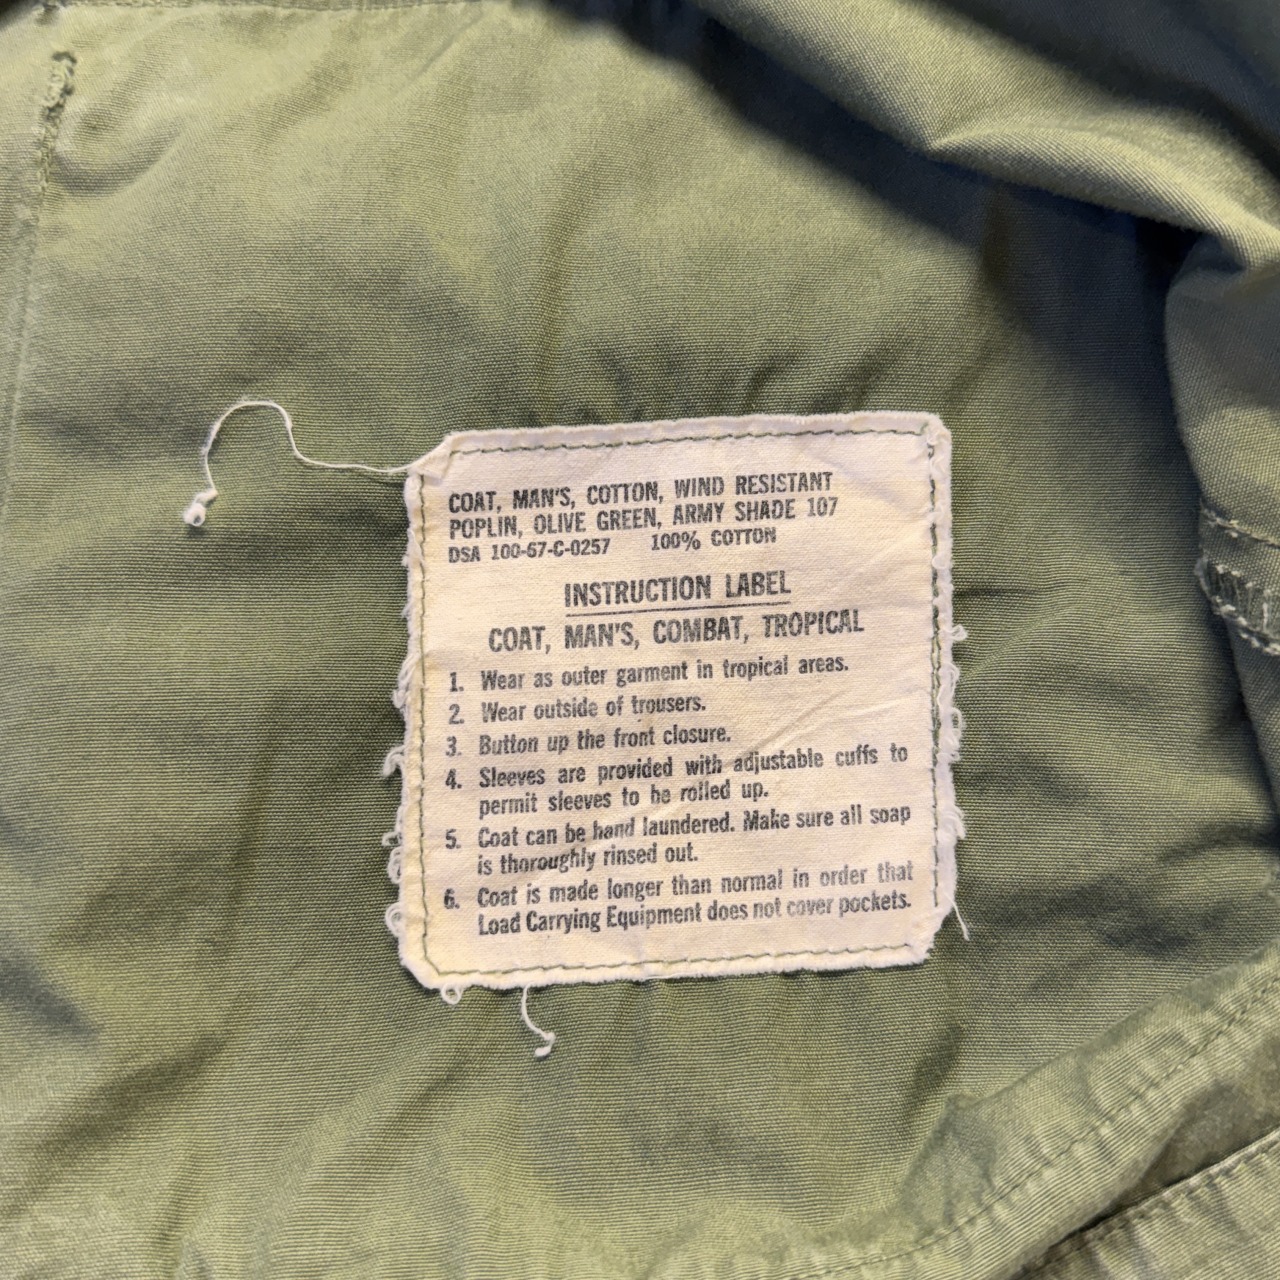 COAT, MAN'S, COTTON, WIND RESISTANT
POPLIN, OLIVE GREEN, ARMY SHADE 107
DSA 100-67-C-0257 100% COTTON
INSTRUCTION LABEL
COAT, MAN'S, COMBAT, TROPICAL
1. Wear as outer garment in tropical areas.
2. Wear outside of trousers.
3. Button up the front closure.
4. Sleeves are provided with adjustable cuffs to
permit sleeves to be rolled up.
5. Coat can be hand laundered. Make sure all soap
is thoroughly rinsed out.
6. Coat is made longer than normal in order that
Load Carrying Equipment does not cover pockets.